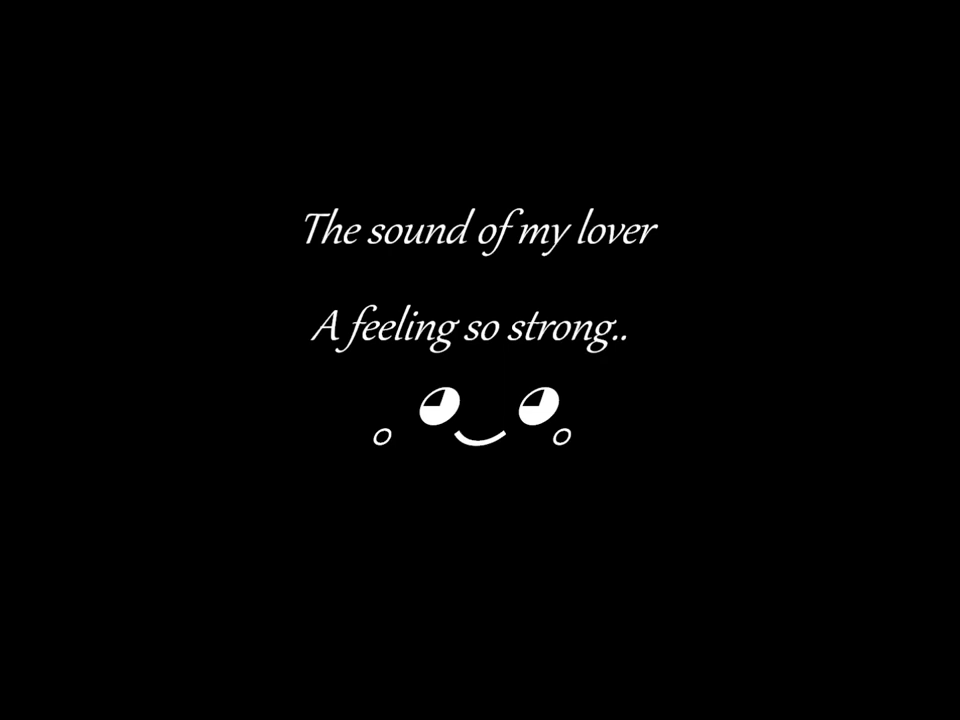 The sound of my lover
A feeling so strong..
｡◕‿◕｡